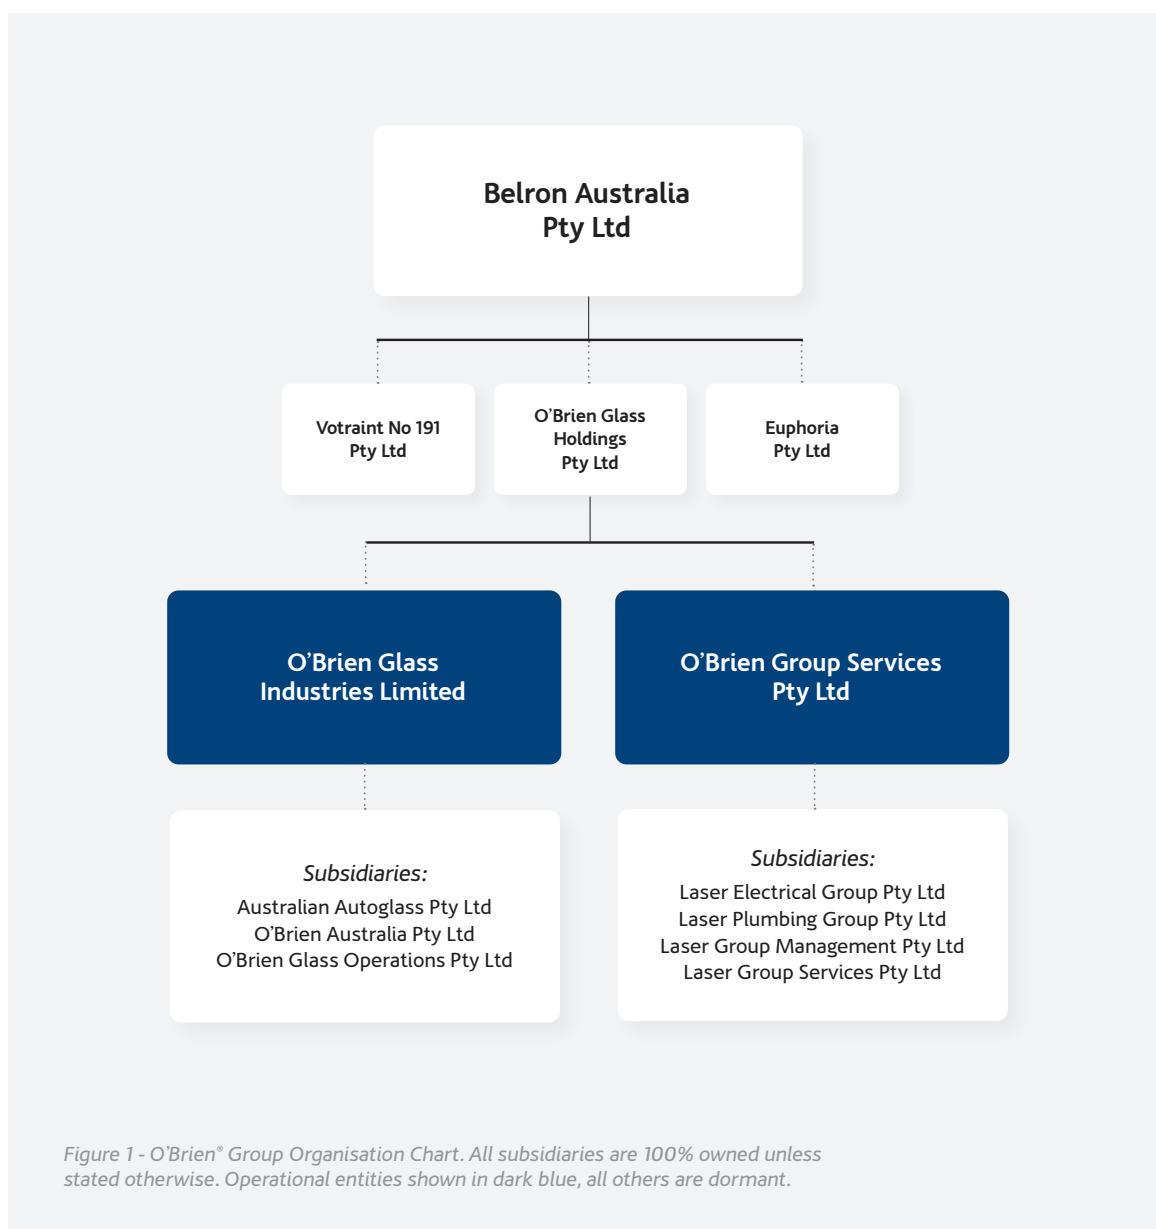 Belron Australia
Pty Ltd
Votraint No 191
Pty Ltd
O’Brien Glass
Holdings
Pty Ltd
Euphoria
Pty Ltd
O’Brien Glass
Industries Limited
O’Brien Group Services
Pty Ltd
Subsidiaries:
Australian Autoglass Pty Ltd
O’Brien Australia Pty Ltd
O’Brien Glass Operations Pty Ltd
Subsidiaries:
Laser Electrical Group Pty Ltd
Laser Plumbing Group Pty Ltd
Laser Group Management Pty Ltd
Laser Group Services Pty Ltd
Figure 1 - O’Brien® Group Organisation Chart. All subsidiaries are 100% owned unless
stated otherwise. Operational entities shown in dark blue, all others are dormant.